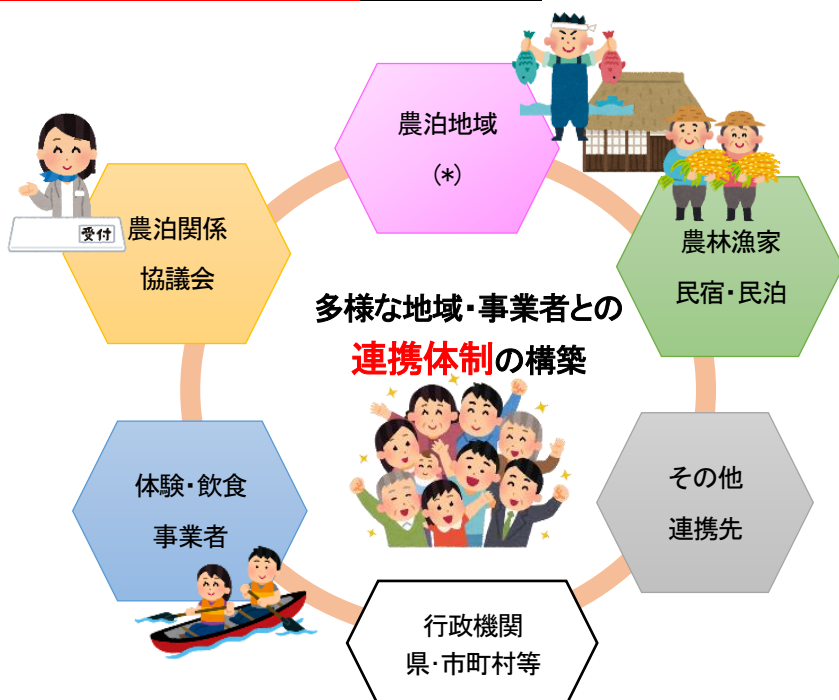 農泊地域
(*)
受付
農泊関係
協議会
農林漁家
民宿・民泊
多様な地域・事業者との
連携体制の構築
体験・飲食
事業者
その他
連携先
行政機関
県・市町村等